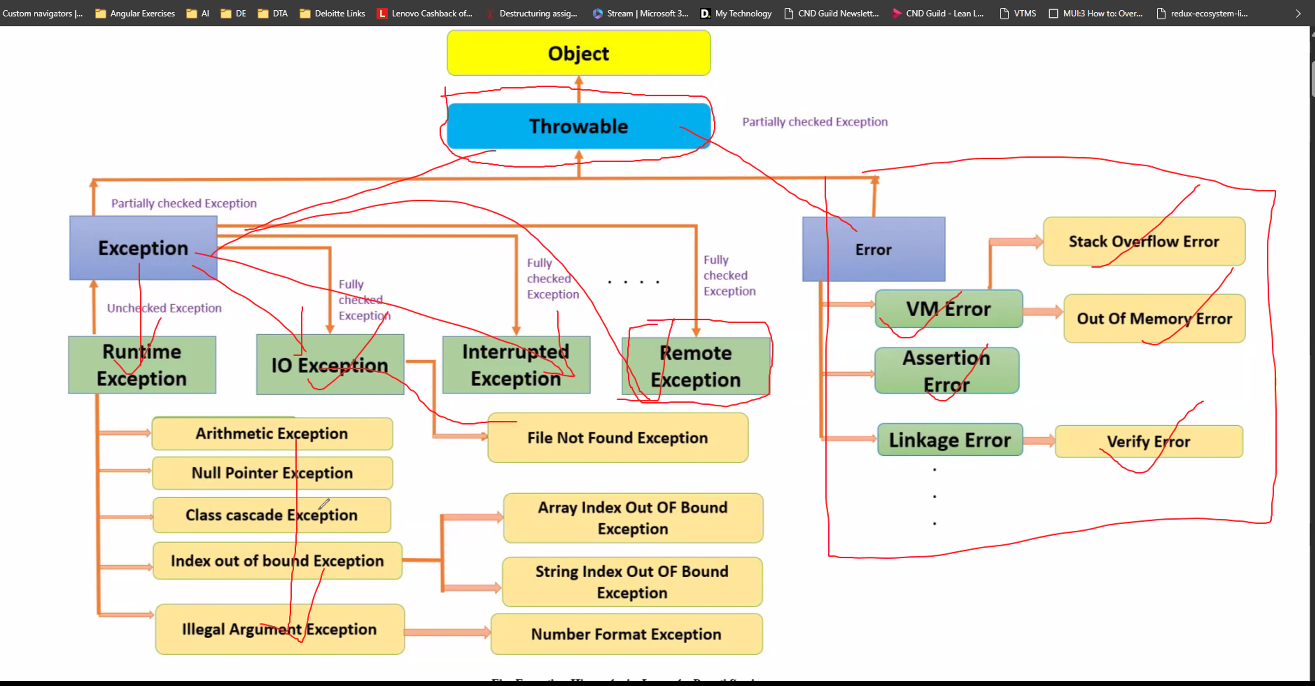 Custom navigators |...
Angular Exercises
AI
DE
DTA
Deloitte Links
Lenovo Cashback of...
Destructuring assig...
Stream | Microsoft 3...
My Technology
CND Guild Newslett...
CND Guild - Lean L...
VTMS
MUI:3 How to: Over...
redux-ecosystem-li...
Object
Throwable
Partially checked Exception
Partially checked Exception
Exception
Error
Fully
checked
Exception
Fully
checked
Exception
. . . .
Fully
checked
Exception
Unchecked Exception
Stack Overflow Error
VM Error
Out Of Memory Error
Runtime
Exception
IO Exception
Interrupted
Exception
Remote
Exception
Assertion
Error
Arithmetic Exception
File Not Found Exception
Linkage Error
Verify Error
Null Pointer Exception
Class cascade Exception
Index out of bound Exception
Array Index Out OF Bound
Exception
String Index Out OF Bound
Exception
Illegal Argument Exception
Number Format Exception